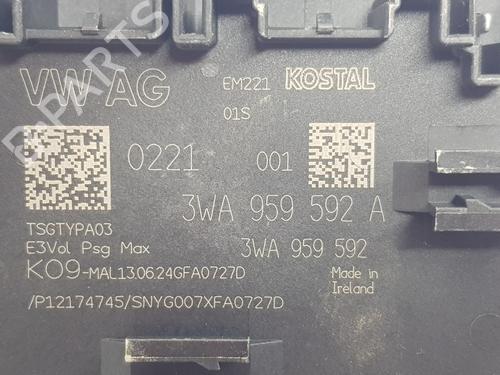 VW AG
EM221
KOSTAL
01S
0221
001
3WA 959 592 A
TSGTYPA03
E3Vol Psg Max
3WA 959 592
K09-MAL13.06.24GFA0727D
Made in
Ireland
/P12174745/SNYG007XFA0727D
B-PARTS